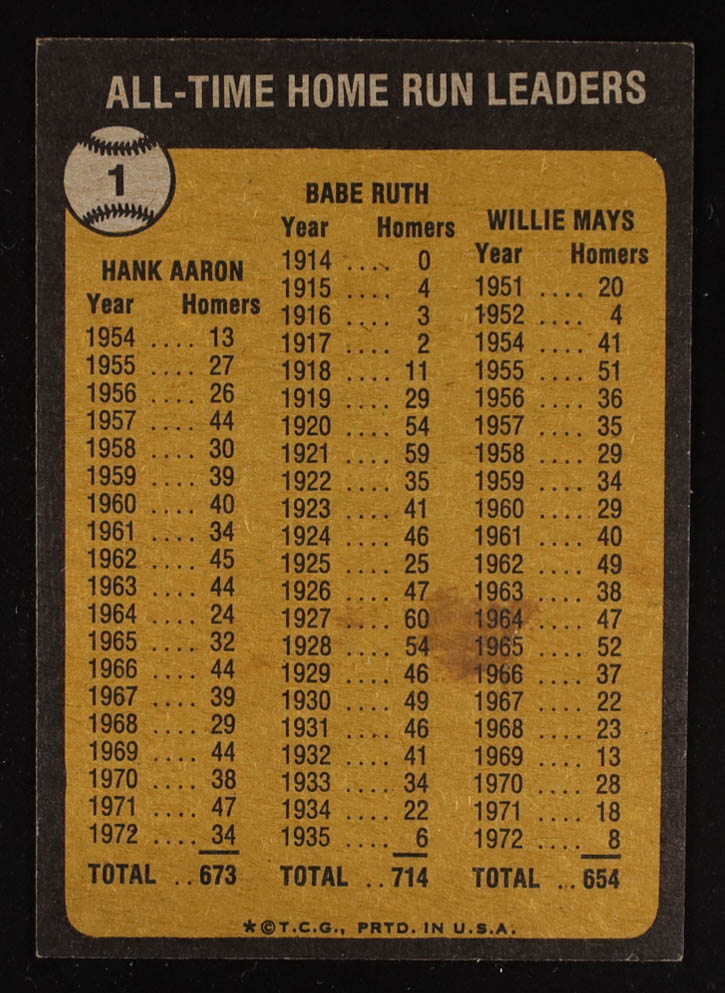 ALL-TIME HOME RUN LEADERS
1
HANK AARON
Year Homers
1954 .... 13
1955 .... 27
1956 .... 26
1957 .... 44
1958 .... 30
1959 .... 39
1960 .... 40
1961 .... 34
1962 .... 45
1963 .... 44
1964 .... 24
1965 .... 32
1966 .... 44
1967 .... 39
1968 .... 29
1969 .... 44
1970 .... 38
1971 .... 47
1972 .... 34
TOTAL .. 673
BABE RUTH
Year Homers
1914 .... 0
1915 .... 4
1916 .... 3
1917 .... 2
1918 .... 11
1919 .... 29
1920 .... 54
1921 .... 59
1922 .... 35
1923 .... 41
1924 .... 46
1925 .... 25
1926 .... 47
1927 .... 60
1928 .... 54
1929 .... 46
1930 .... 49
1931 .... 46
1932 .... 41
1933 .... 34
1934 .... 22
1935 .... 6
TOTAL .. 714
WILLIE MAYS
Year Homers
1951 .... 20
1952 .... 4
1954 .... 41
1955 .... 51
1956 .... 36
1957 .... 35
1958 .... 29
1959 .... 34
1960 .... 29
1961 .... 40
1962 .... 49
1963 .... 38
1964 .... 47
1965 .... 52
1966 .... 37
1967 .... 22
1968 .... 23
1969 .... 13
1970 .... 28
1971 .... 18
1972 .... 8
TOTAL .. 654
*©T.C.G., PRTD. IN U.S.A.